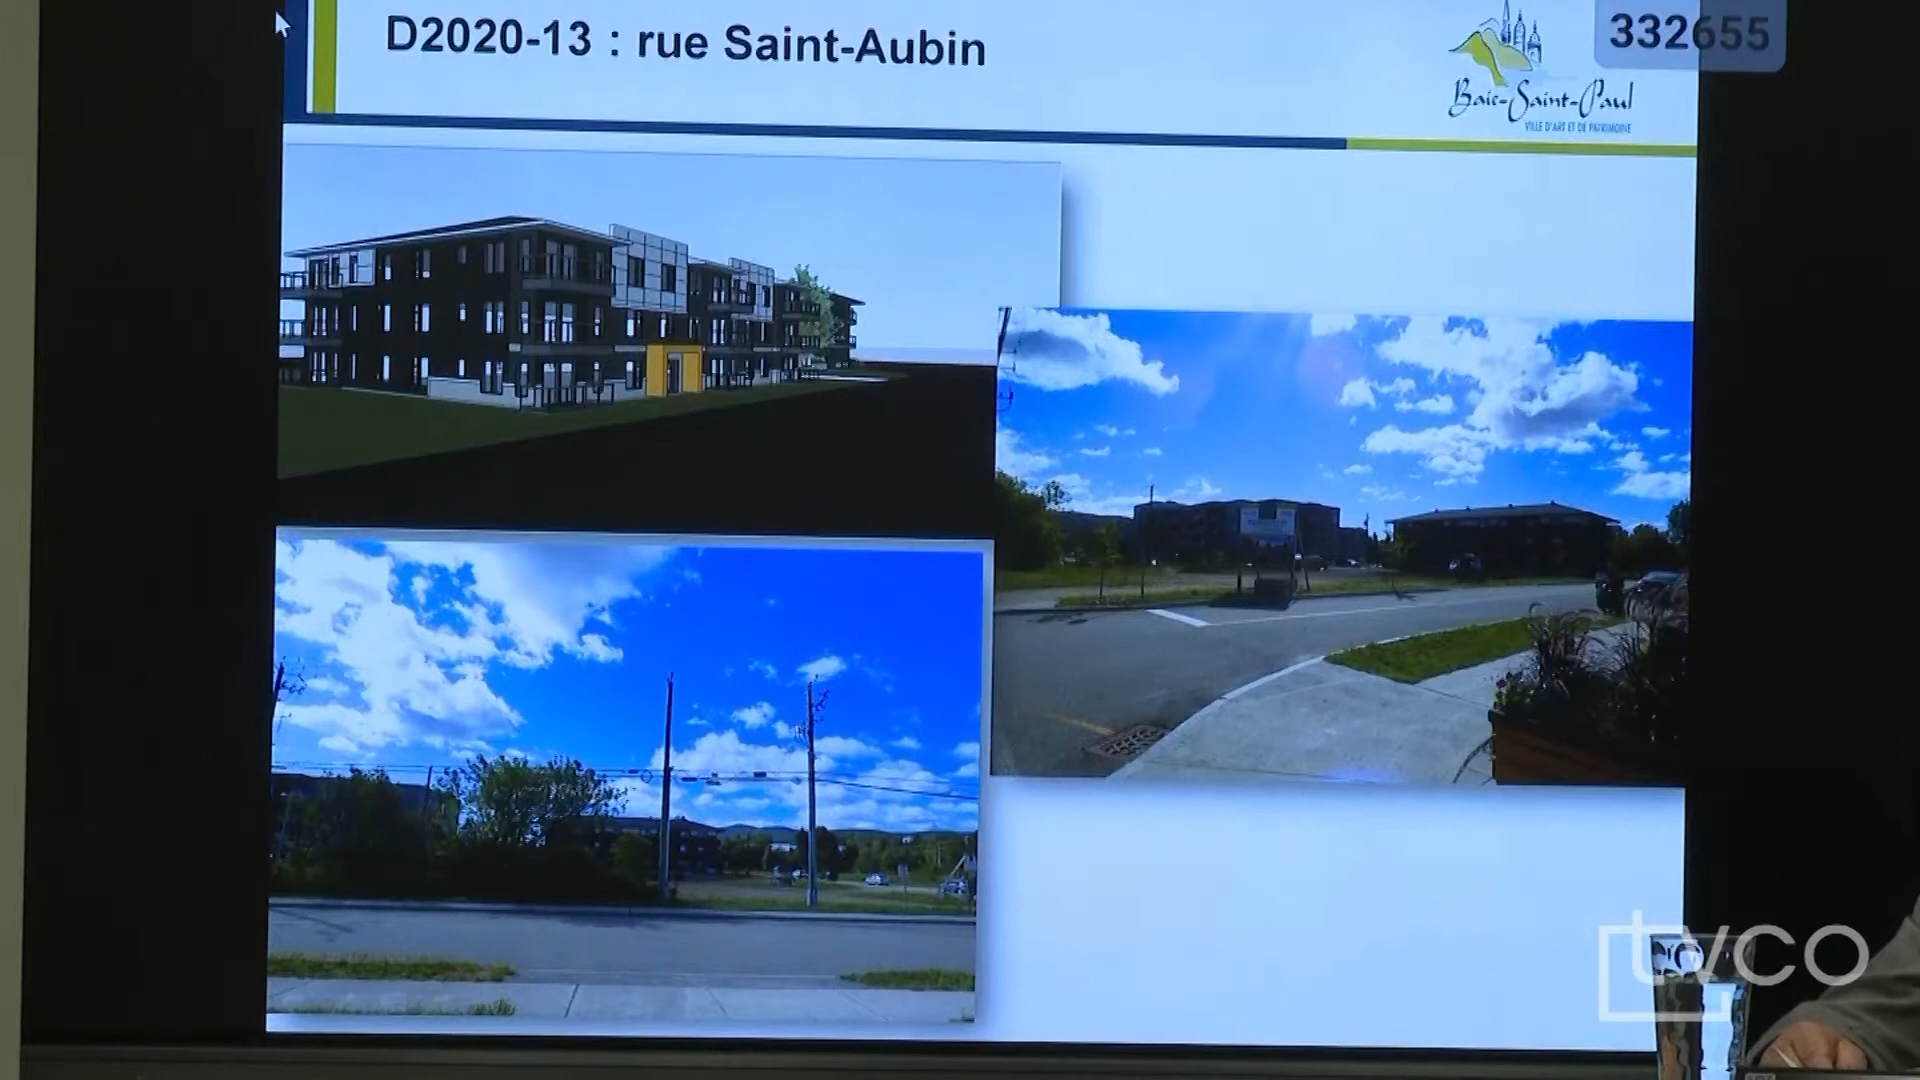 D2020-13 : rue Saint-Aubin
332655
Baie-Saint-Paul
VILLE D'ART ET DE PATRIMOINE
tvco